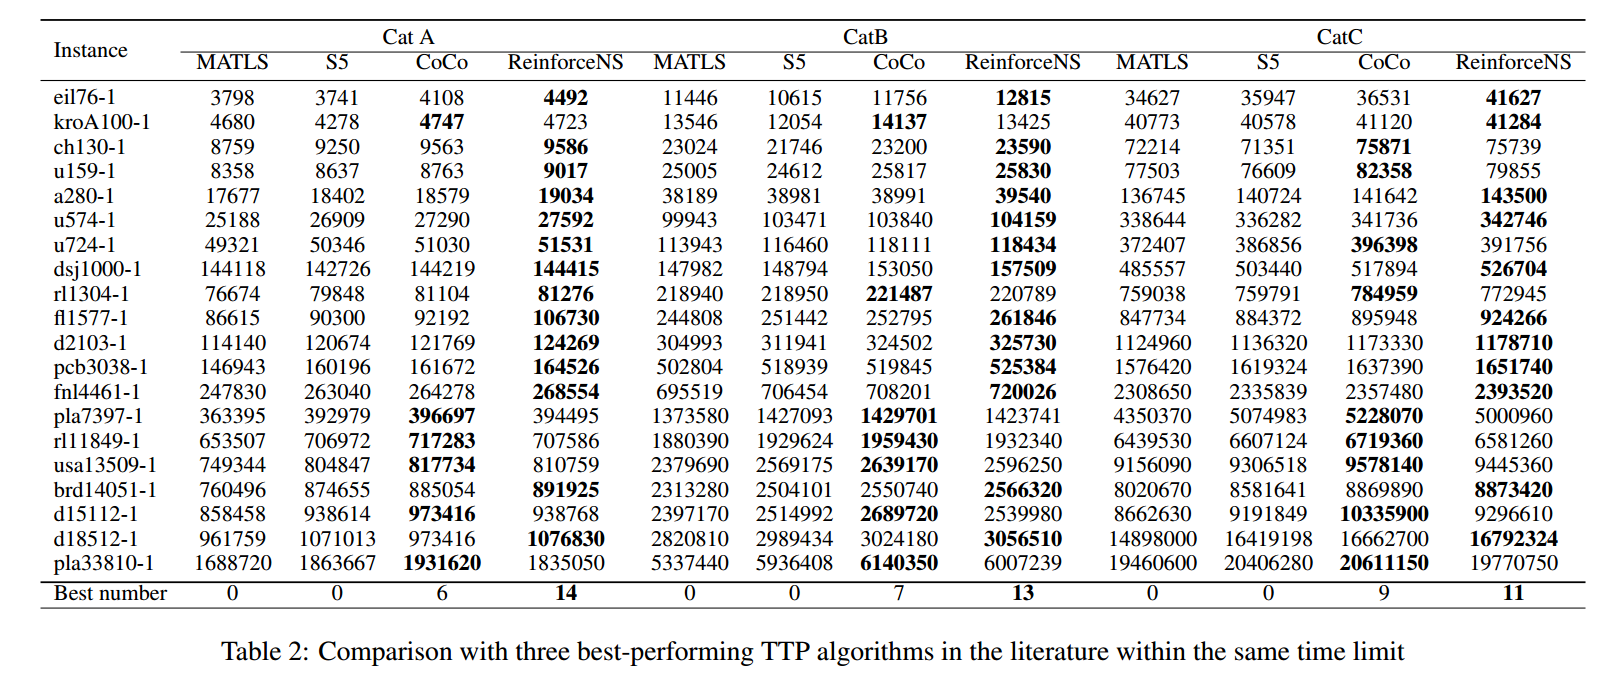 Instance Cat A CatB CatC
MATLS S5 CoCo ReinforceNS MATLS S5 CoCo ReinforceNS MATLS S5 CoCo ReinforceNS
eil76-1 3798 3741 4108 4492 11446 10615 11756 12815 34627 35947 36531 41627
kroA100-1 4680 4278 4747 4723 13546 12054 14137 13425 40773 40578 41120 41284
ch130-1 8759 9250 9563 9586 23024 21746 23200 23590 72214 71351 75871 75739
u159-1 8358 8637 8763 9017 25005 24612 25817 25830 77503 76609 82358 79855
a280-1 17677 18402 18579 19034 38189 38981 38991 39540 136745 140724 141642 143500
u574-1 25188 26909 27290 27592 99943 103471 103840 104159 338644 336282 341736 342746
u724-1 49321 50346 51030 51531 113943 116460 118111 118434 372407 386856 396398 391756
dsj1000-1 144118 142726 144219 144415 147982 148794 153050 157509 485557 503440 517894 526704
rl1304-1 76674 79848 81104 81276 218940 218950 221487 220789 759038 759791 784959 772945
fl1577-1 86615 90300 92192 106730 244808 251442 252795 261846 847734 884372 895948 924266
d2103-1 114140 120674 121769 124269 304993 311941 324502 325730 1124960 1136320 1173330 1178710
pcb3038-1 146943 160196 161672 164526 502804 518939 519845 525384 1576420 1619324 1637390 1651740
fnl4461-1 247830 263040 264278 268554 695519 706454 708201 720026 2308650 2335839 2357480 2393520
pla7397-1 363395 392979 396697 394495 1373580 1427093 1429701 1423741 4350370 5074983 5228070 5000960
rl11849-1 653507 706972 717283 707586 1880390 1929624 1959430 1932340 6439530 6607124 6719360 6581260
usa13509-1 749344 804847 817734 810759 2379690 2569175 2639170 2596250 9156090 9306518 9578140 9445360
brd14051-1 760496 874655 885054 891925 2313280 2504101 2550740 2566320 8020670 8581641 8869890 8873420
d15112-1 858458 938614 973416 938768 2397170 2514992 2689720 2539980 8662630 9191849 10335900 9296610
d18512-1 961759 1071013 973416 1076830 2820810 2989434 3024180 3056510 14898000 16419198 16662700 16792324
pla33810-1 1688720 1863667 1931620 1835050 5337440 5936408 6140350 6007239 19460600 20406280 20611150 19770750
Best number 0 0 6 14 0 0 7 13 0 0 9 11
Table 2: Comparison with three best-performing TTP algorithms in the literature within the same time limit